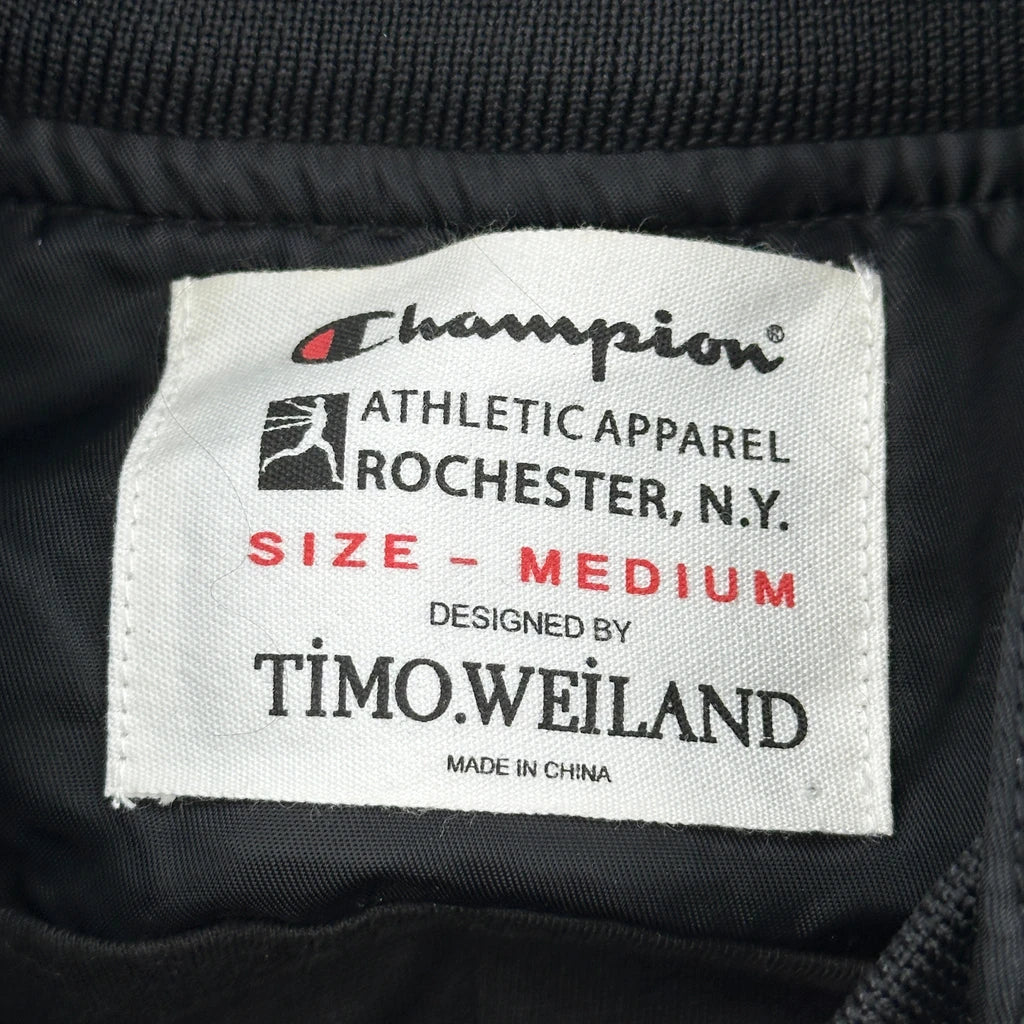 Champion®
ATHLETIC APPAREL
ROCHESTER, N.Y.
SIZE - MEDIUM
DESIGNED BY
TİMO.WEİLAND
MADE IN CHINA